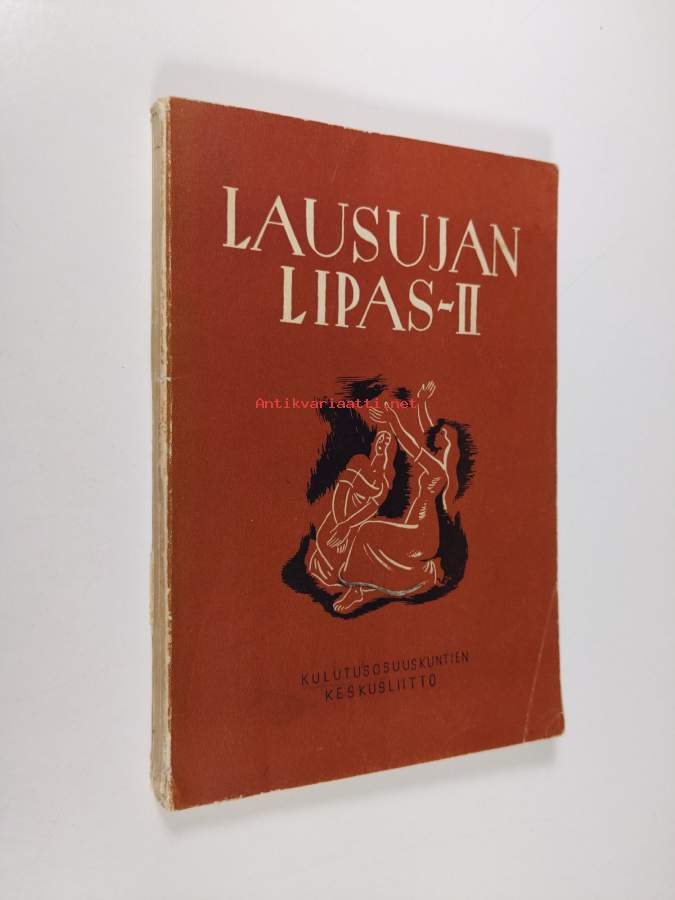 LAUSUJAN
LIPAS-II
Antikvariaatti.net
KULUTUSOSUUSKUNTIEN
KESKUSLIITTO